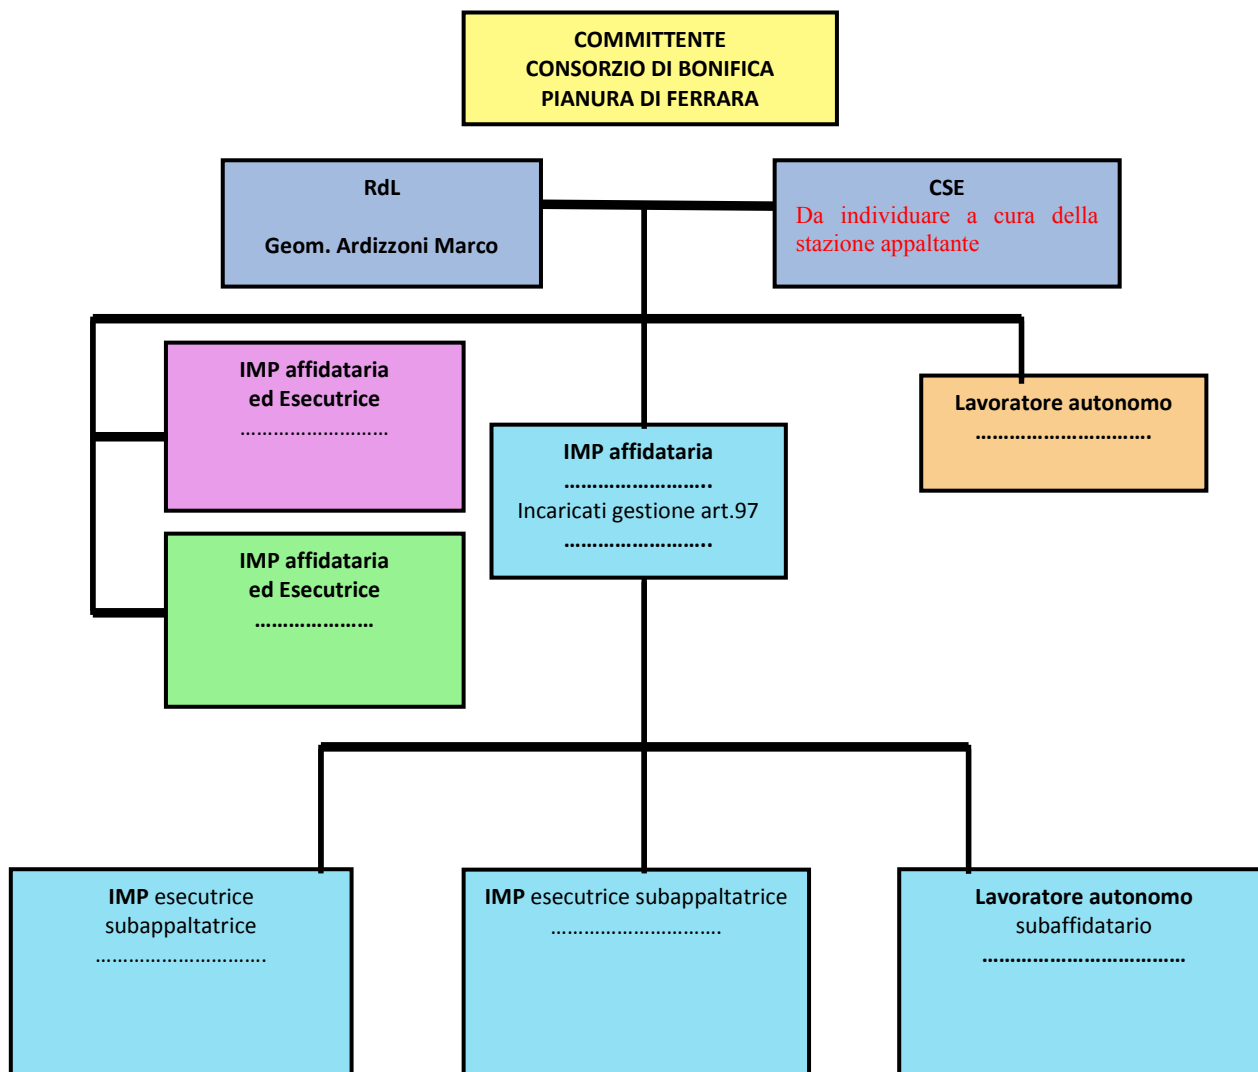 COMMITTENTE
CONSORZIO DI BONIFICA
PIANURA DI FERRARA
RdL
Geom. Ardizzoni Marco
CSE
Da individuare a cura della
stazione appaltante
IMP affidataria
ed Esecutrice
………………………
IMP affidataria
……………………..
Incaricati gestione art.97
……………………..
Lavoratore autonomo
………………………….
IMP affidataria
ed Esecutrice
…………………
IMP esecutrice
subappaltatrice
………………………….
IMP esecutrice subappaltatrice
………………………….
Lavoratore autonomo
subaffidatario
………………………………